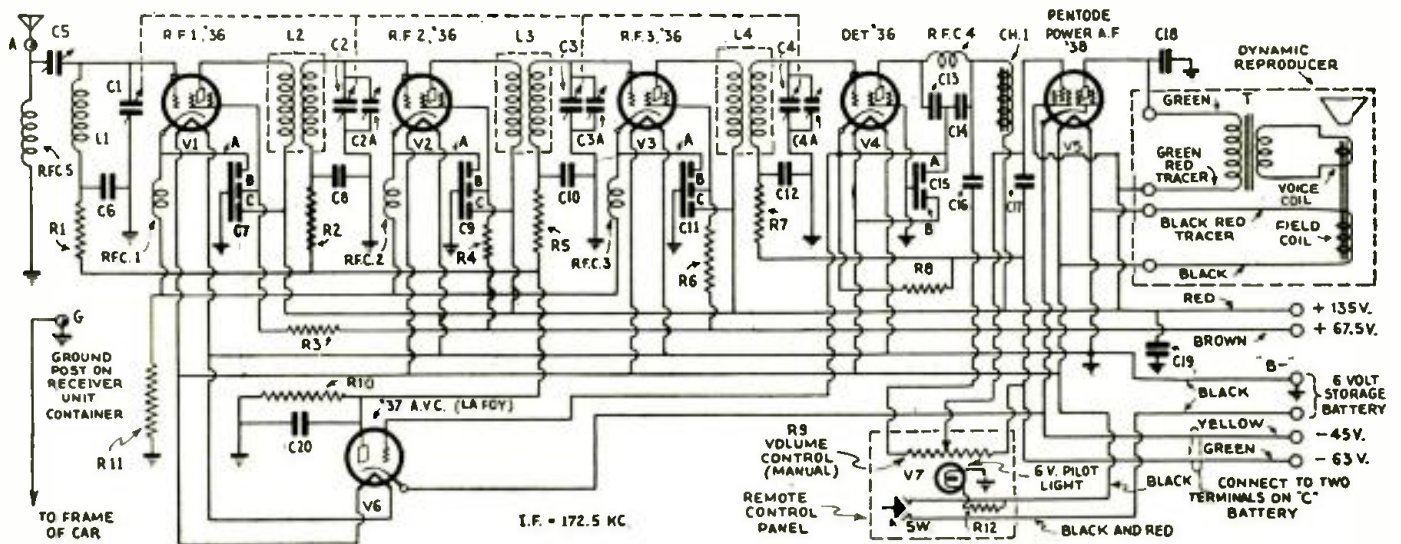 PENTODE
POWER A.F
'38
C18
DYNAMIC
REPRODUCER
C5
R.F.1,'36
L2
C2
R.F.2,'36
L3
C3
R.F.3,'36
L4
C4
DET '36
R.F.C.4
CH.1
A
C1
C13
GREEN
T
L1
V1
A
B
C
C2A
V2
A
B
C
C3A
V3
C4A
V4
A
C14
V5
RFC5
C15
B
GREEN
RED
TRACER
VOICE
COIL
C6
C7
C8
C9
C10
C11
C12
C16
C17
BLACK RED
TRACER
FIELD
COIL
R1
R2
R4
R5
R6
R7
R8
RFC.1
RFC.2
R.F.C.3
BLACK
RED
+ 135V.
G
R3
BROWN
+ 67.5V.
GROUND
POST ON
RECEIVER
UNIT
CONTAINER
C19
B-
R10
BLACK
6 VOLT
STORAGE
BATTERY
'37 A.V.C. (LA FOY)
C20
R9
VOLUME
CONTROL
(MANUAL)
YELLOW
-45V.
R11
V7
6 V. PILOT
LIGHT
GREEN
- 63 V.
BLACK
CONNECT TO TWO
TERMINALS ON "C"
BATTERY
V6
REMOTE
CONTROL
PANEL
TO FRAME
OF CAR
I.F. = 172.5 KC
SW
R12
BLACK AND RED